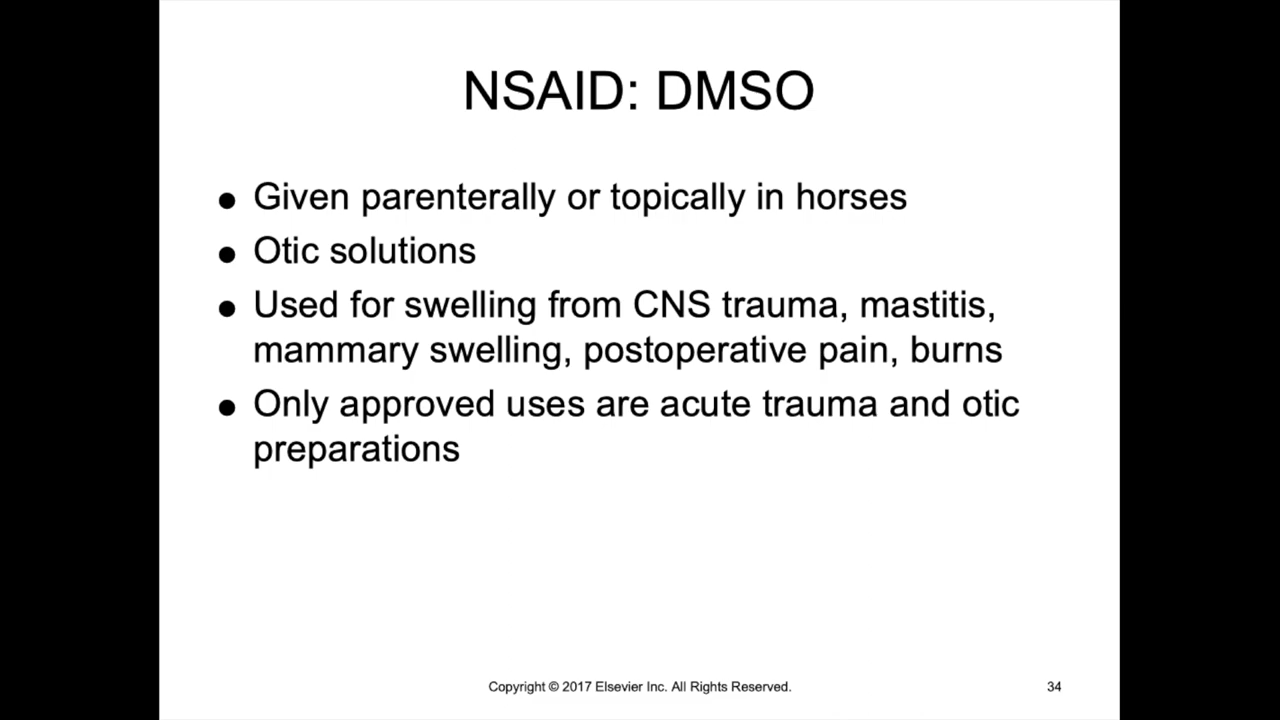 NSAID: DMSO
● Given parenterally or topically in horses
● Otic solutions
● Used for swelling from CNS trauma, mastitis,
mammary swelling, postoperative pain, burns
● Only approved uses are acute trauma and otic
preparations
Copyright © 2017 Elsevier Inc. All Rights Reserved.
34